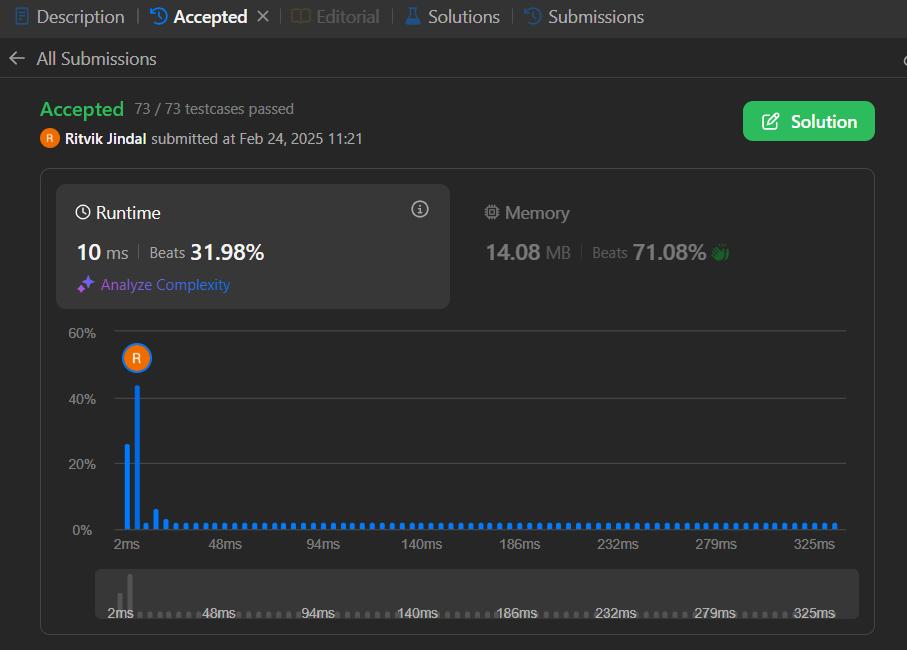 Description Accepted Editorial Solutions Submissions
All Submissions
Accepted 73 / 73 testcases passed
R Ritvik Jindal submitted at Feb 24, 2025 11:21
Solution
Runtime
10 ms Beats 31.98%
Analyze Complexity
Memory
14.08 MB Beats 71.08%
60%
R
40%
20%
0%
2ms 48ms 94ms 140ms 186ms 232ms 279ms 325ms
2ms 48ms 94ms 140ms 186ms 232ms 279ms 325ms